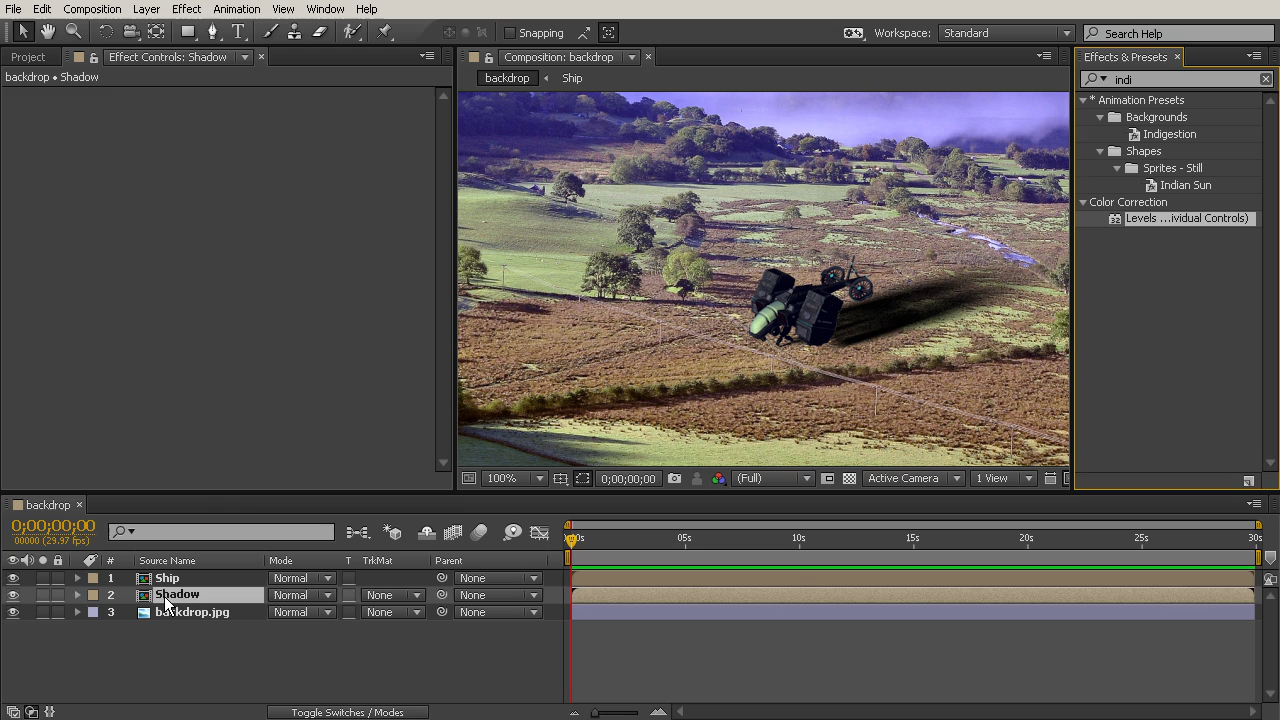 File Edit Composition Layer Effect Animation View Window Help
Snapping
Workspace: Standard
Search Help
Project
Effect Controls: Shadow
Composition: backdrop
Effects & Presets
backdrop • Shadow
backdrop
Ship
indi
* Animation Presets
Backgrounds
Indigestion
Shapes
Sprites - Still
Indian Sun
Color Correction
32
Levels ...ividual Controls)
100%
0;00;00;00
(Full)
Active Camera
1 View
backdrop
0;00;00;00
00000 (29.97 fps)
00s 05s 10s 15s 20s 25s 30s
# Source Name Mode T TrkMat Parent
1 Ship Normal None
2 Shadow Normal None None
3 backdrop.jpg Normal None None
Toggle Switches / Modes